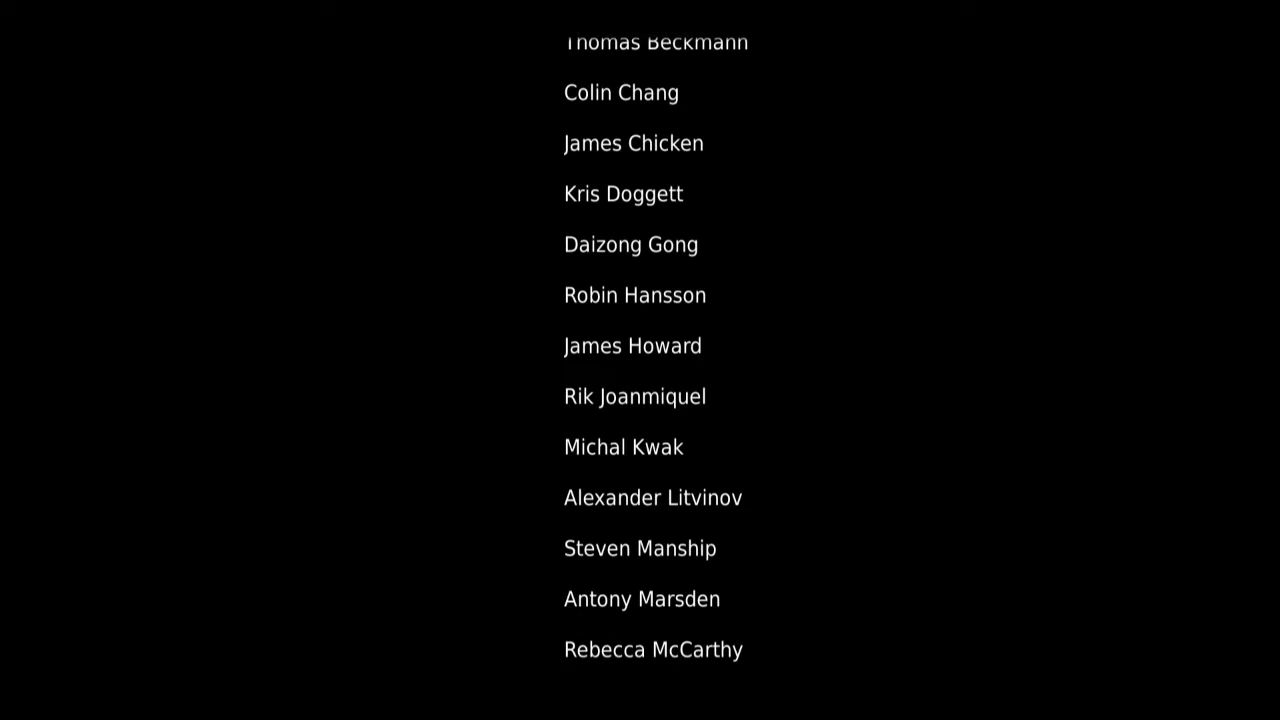 Thomas Beckmann
Colin Chang
James Chicken
Kris Doggett
Daizong Gong
Robin Hansson
James Howard
Rik Joanmiquel
Michal Kwak
Alexander Litvinov
Steven Manship
Antony Marsden
Rebecca McCarthy